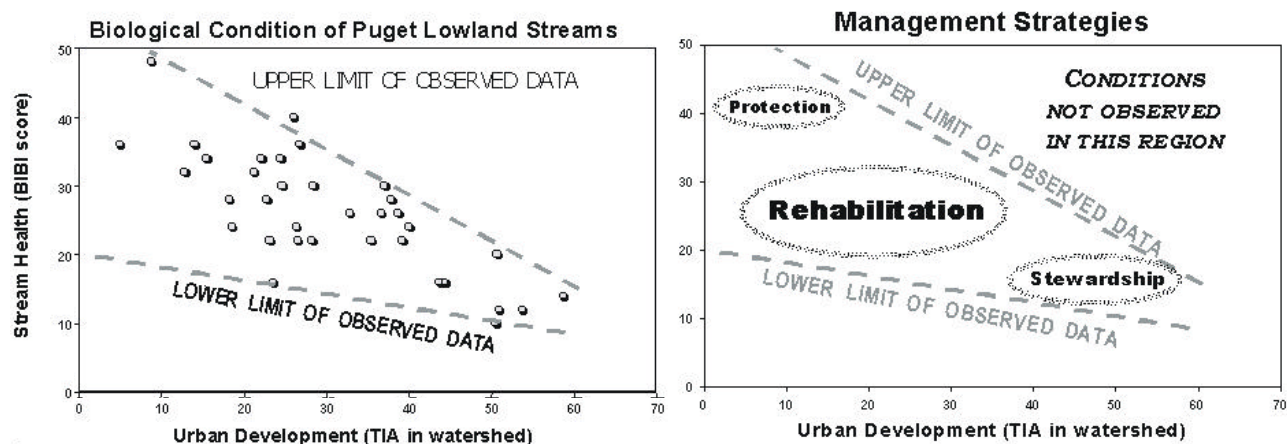 Biological Condition of Puget Lowland Streams
50
40
30
20
10
0
Stream Health (BIBI score)
UPPER LIMIT OF OBSERVED DATA
LOWER LIMIT OF OBSERVED DATA
0 10 20 30 40 50 60 70
Urban Development (TIA in watershed)
Management Strategies
50
40
30
20
10
0
Protection
UPPER LIMIT OF OBSERVED DATA
CONDITIONS
NOT OBSERVED
IN THIS REGION
Rehabilitation
Stewardship
LOWER LIMIT OF OBSERVED DATA
0 10 20 30 40 50 60 70
Urban Development (TIA in watershed)